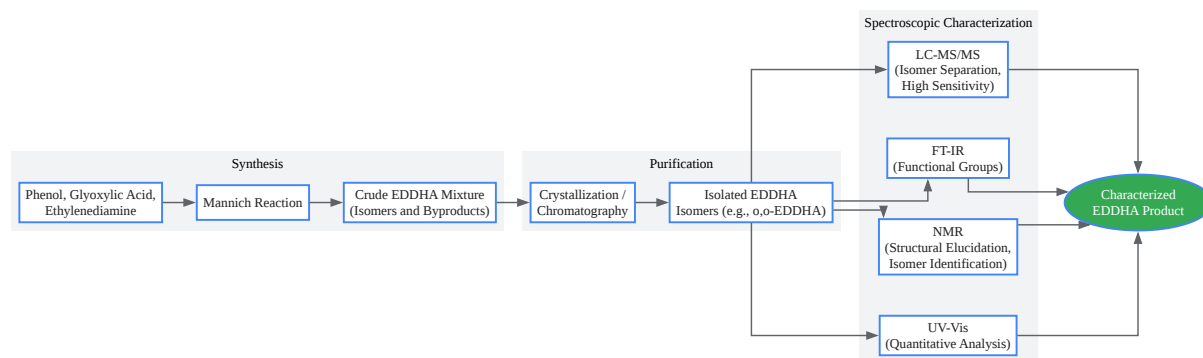 Synthesis
Phenol, Glyoxylic Acid,
Ethylenediamine
Mannich Reaction
Crude EDDHA Mixture
(Isomers and Byproducts)
Purification
Crystallization /
Chromatography
Isolated EDDHA
Isomers (e.g., o,o-EDDHA)
Spectroscopic Characterization
LC-MS/MS
(Isomer Separation,
High Sensitivity)
FT-IR
(Functional Groups)
NMR
(Structural Elucidation,
Isomer Identification)
UV-Vis
(Quantitative Analysis)
Characterized
EDDHA Product